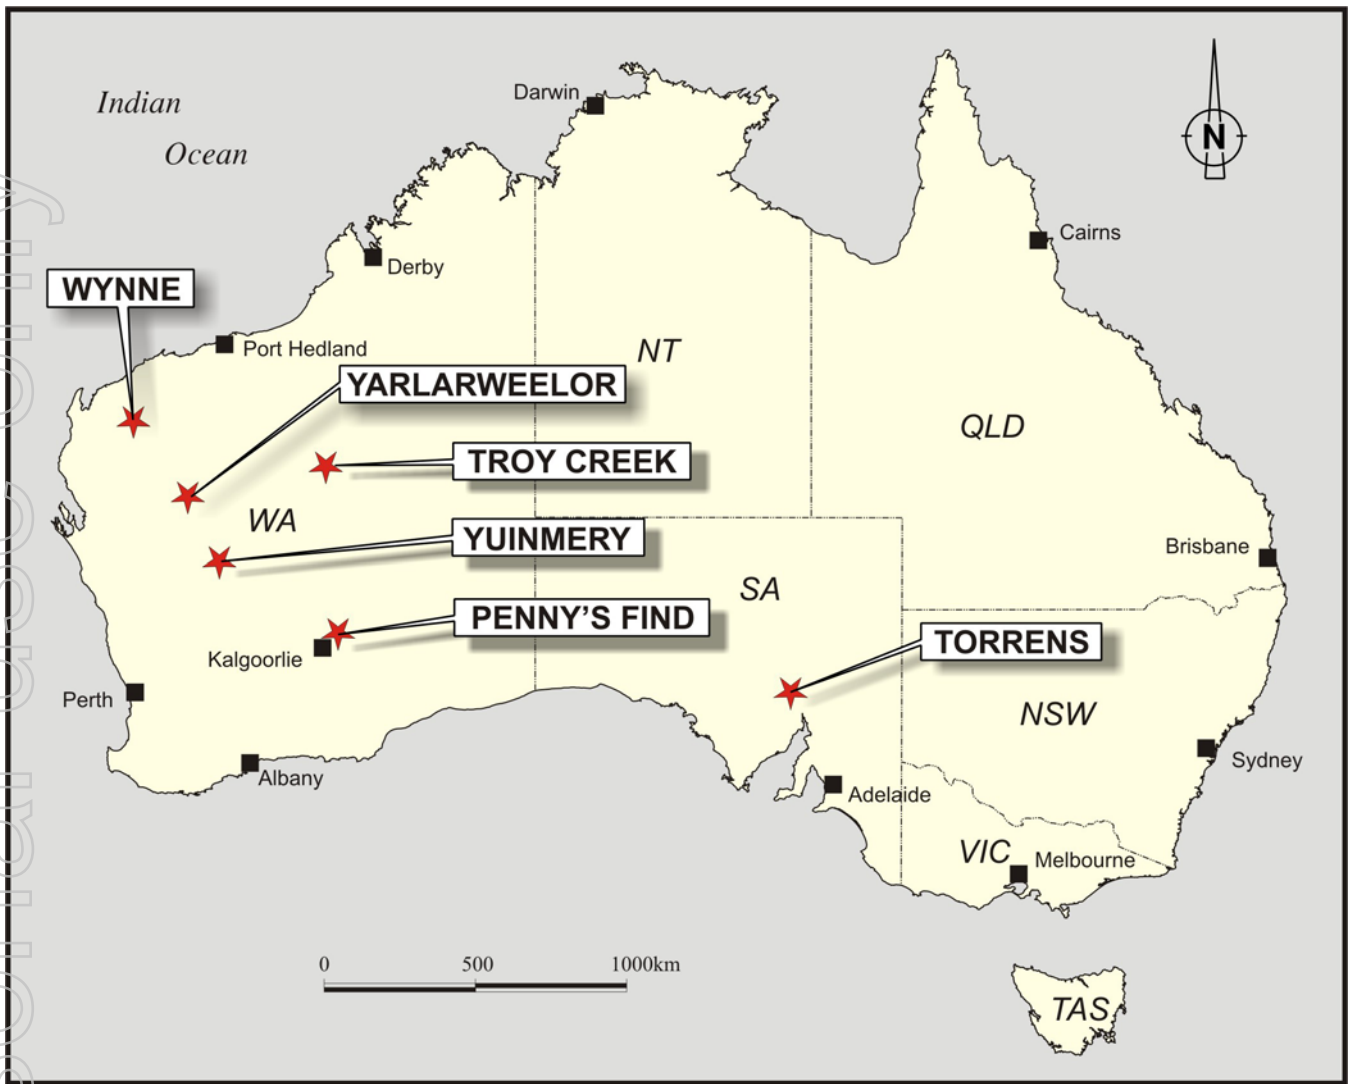 Indian
Ocean
Darwin
N
Cairns
Derby
WYNNE
Port Hedland
NT
YARLARWEELOR
QLD
TROY CREEK
WA
YUINMERY
Brisbane
SA
PENNY'S FIND
TORRENS
Kalgoorlie
Perth
NSW
Sydney
Albany
Adelaide
VIC
Melbourne
0 500 1000km
TAS